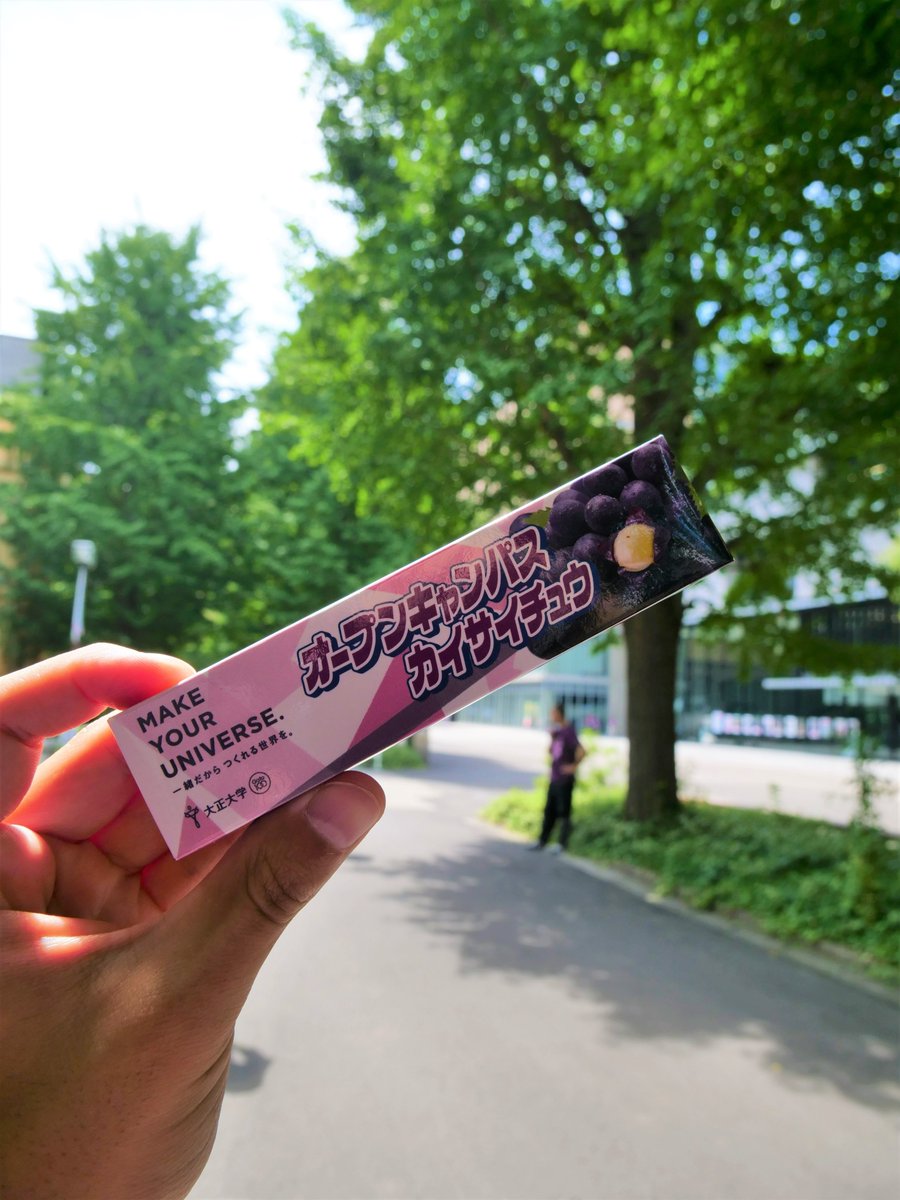 オープンキャンパス
カイサイチュウ
MAKE
YOUR
UNIVERSE.
一緒だから つくれる世界を。
大正大学